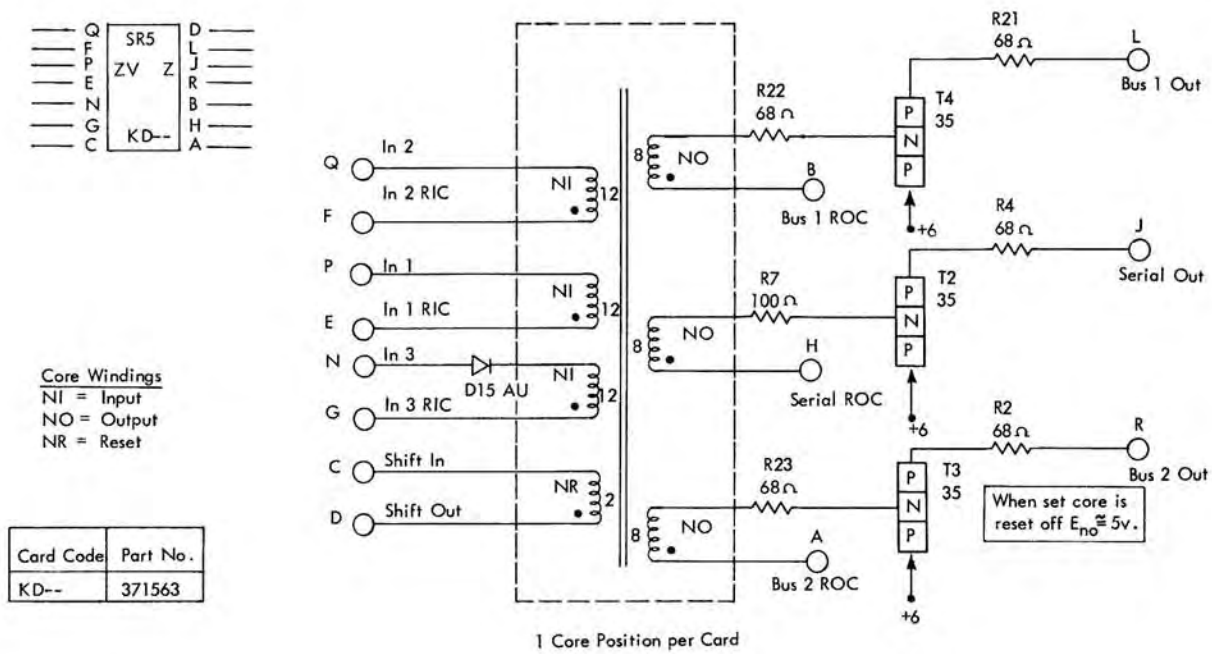 Q SR5 D
F L
P ZV Z J
E R
N B
G H
C KD-- A
Core Windings
NI = Input
NO = Output
NR = Reset
Card Code Part No.
KD-- 371563
Q In 2
NI 12
In 2 RIC
F
P In 1
NI 12
E In 1 RIC
N In 3
D15 AU
NI 12
G In 3 RIC
C Shift In
NR 2
D Shift Out
8 NO
R22
68 Ω
B
Bus 1 ROC
P
N
P
T4
35
+6
R21
68 Ω
L
Bus 1 Out
8 NO
R7
100 Ω
H
Serial ROC
P
N
P
T2
35
+6
R4
68 Ω
J
Serial Out
8 NO
R23
68 Ω
A
Bus 2 ROC
P
N
P
T3
35
+6
R2
68 Ω
R
Bus 2 Out
When set core is
reset off Eno ≅ 5v.
1 Core Position per Card